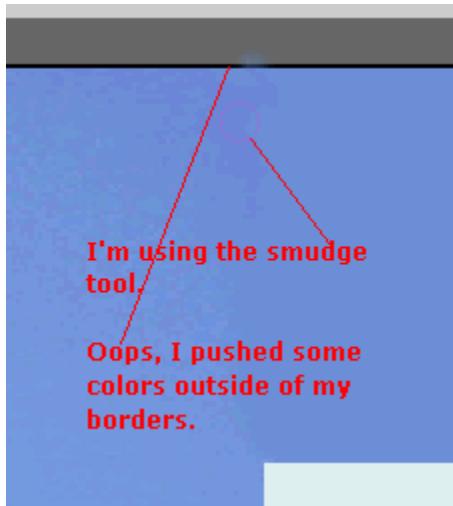 I'm using the smudge
tool.
Oops, I pushed some
colors outside of my
borders.